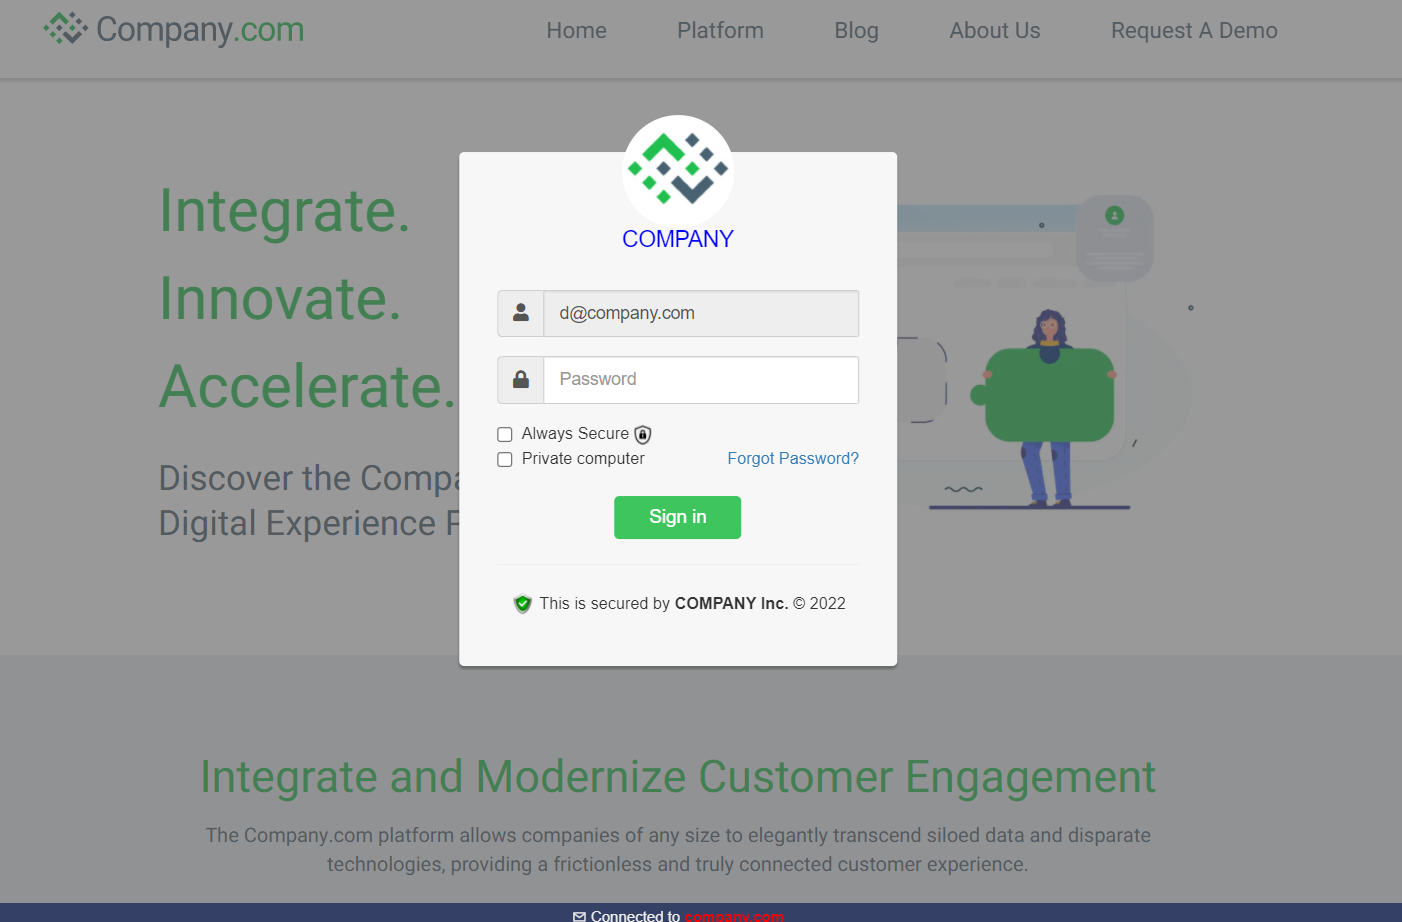 Company.com
Home
Platform
Blog
About Us
Request A Demo
Integrate.
Innovate.
Accelerate.
Discover the Compa
Digital Experience
COMPANY
d@company.com
Password
Always Secure
Private computer
Forgot Password?
Sign in
This is secured by COMPANY Inc. © 2022
Integrate and Modernize Customer Engagement
The Company.com platform allows companies of any size to elegantly transcend siloed data and disparate
technologies, providing a frictionless and truly connected customer experience.
Connected to company.com